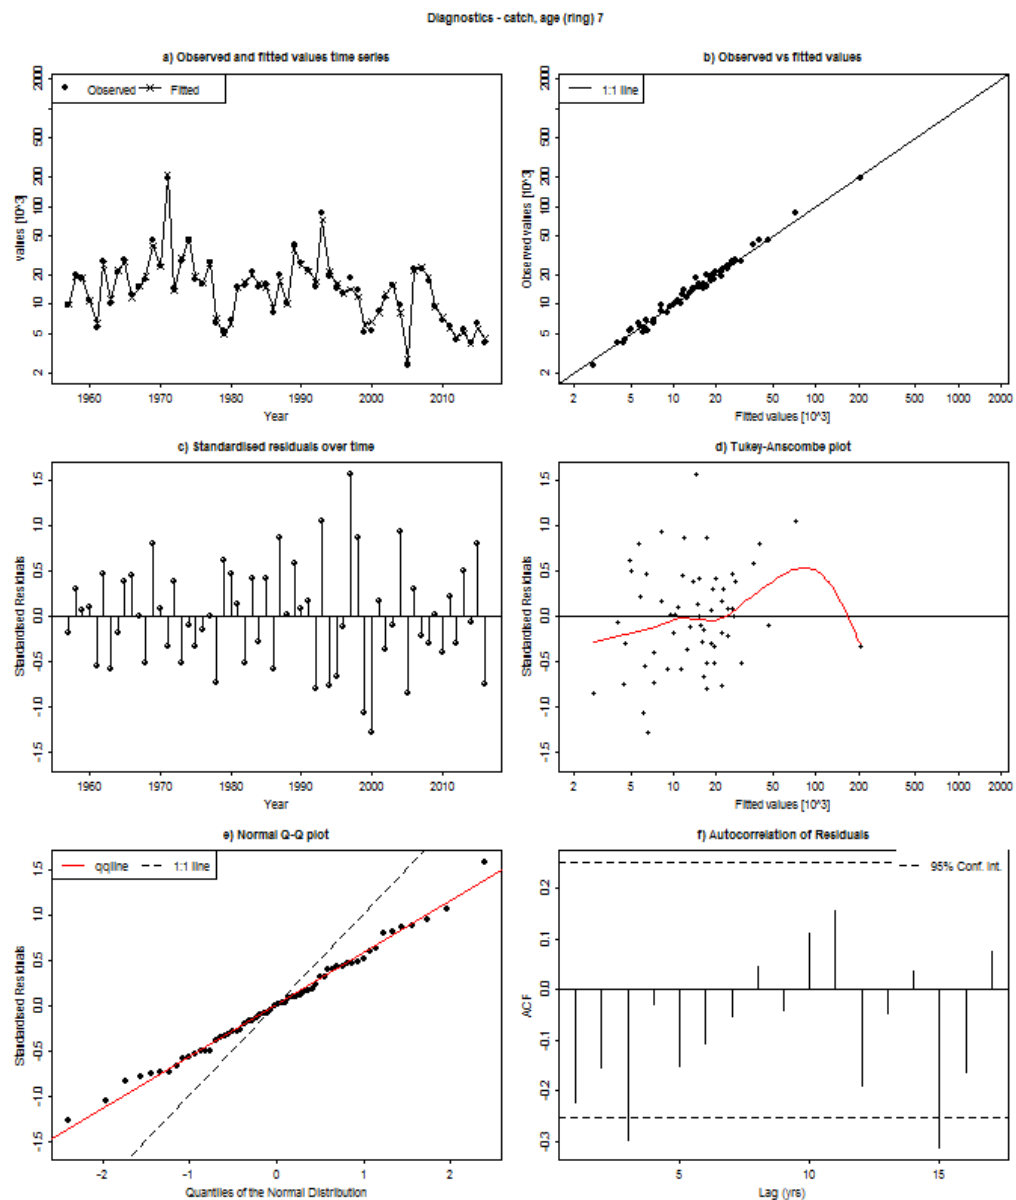 Diagnostics - catch, age (ring) 7
a) Observed and fitted values time series
Observed Fitted
values [10^3]
2 5 10 20 50 100 200 500 2000
1960 1970 1980 1990 2000 2010
Year
b) Observed vs fitted values
1:1 line
Observed values [10^3]
2 5 10 20 50 100 200 500 2000
2 5 10 20 50 100 200 500 1000 2000
Fitted values [10^3]
c) Standardised residuals over time
Standardised Residuals
-1.5 -1.0 -0.5 0.0 0.5 1.0 1.5
1960 1970 1980 1990 2000 2010
Year
d) Tukey-Anscombe plot
Standardised Residuals
-1.5 -1.0 -0.5 0.0 0.5 1.0 1.5
2 5 10 20 50 100 200 500 1000 2000
Fitted values [10^3]
e) Normal Q-Q plot
qqline 1:1 line
Standardised Residuals
-1.5 -1.0 -0.5 0.0 0.5 1.0 1.5
-2 -1 0 1 2
Quantiles of the Normal Distribution
f) Autocorrelation of Residuals
95% Conf. Int.
ACF
-0.3 -0.2 -0.1 0.0 0.1 0.2
5 10 15
Lag (yrs)